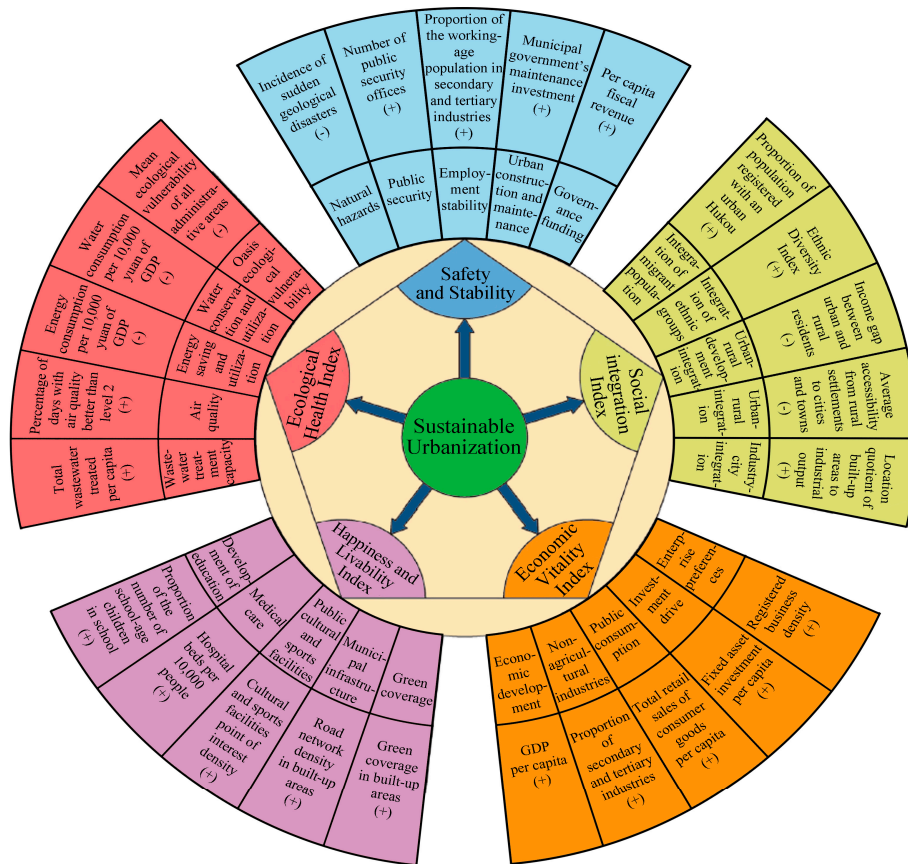 Sustainable
Urbanization
Safety
and Stability
Social
integration
Index
Economic
Vitality
Index
Happiness and
Livability
Index
Ecological
Health Index
Incidence of
sudden
geological
disasters
(-)
Number of
public
security
offices
(+)
Proportion of
the working-
age
population in
secondary
and tertiary
industries
(+)
Municipal
government's
maintenance
investment
(+)
Per capita
fiscal
revenue
(+)
Natural
hazards
Public
security
Employ-
ment
stability
Urban
construc-
tion and
mainte-
nance
Govern-
ance
funding
Proportion of
population
registered
with an
urban
Hukou
(+)
Ethnic
Diversity
Index
(+)
Income gap
between
urban and
rural
residents
(-)
Average
accessibility
from rural
settlements
to cities
and towns
(-)
Location
quotient of
built-up
areas to
industrial
output
(+)
Integra-
tion of
migrant
popula-
tion
Integrat-
ion of
ethnic
groups
Urban-
rural
develop-
ment
integrat-
ion
Urban-
rural
integrat-
ion
Industry-
city
integrat-
ion
Enterp-
rise
preferen-
ces
Invest-
ment
drive
Public
consum-
ption
Non-
agricul-
tural
industries
Econo-
mic
develop-
ment
Registered
business
density
(+)
Fixed asset
investment
per capita
(+)
Total retail
sales of
consumer
goods
per capita
(+)
Proportion
of
secondary
and tertiary
industries
(+)
GDP
per capita
(+)
Green
coverage
Munici-
pal
infrastru-
cture
Public
cultural
and
sports
facilities
Medical
care
Develop-
ment of
education
Green
coverage
in built-up
areas
(+)
Road
network
density
in built-up
areas
(+)
Cultural
and sports
facilities
point of
interest
density
(+)
Hospital
beds per
10,000
people
(+)
Proportion
of the
number of
school-age
children
in school
(+)
Waste-
water
treat-
ment
capacity
Air
quality
Energy
saving
and
utiliza-
tion
Water
conserva-
tion and
utiliza-
tion
Oasis
ecologi-
cal
vulnera-
bility
Total
wastewater
treated
per capita
(+)
Percentage of
days with
air quality
better than
level 2
(+)
Energy
consumption
per 10,000
yuan of
GDP
(-)
Water
consumption
per 10,000
yuan of
GDP
(-)
Mean
ecological
vulnerability
of all
administra-
tive areas
(-)